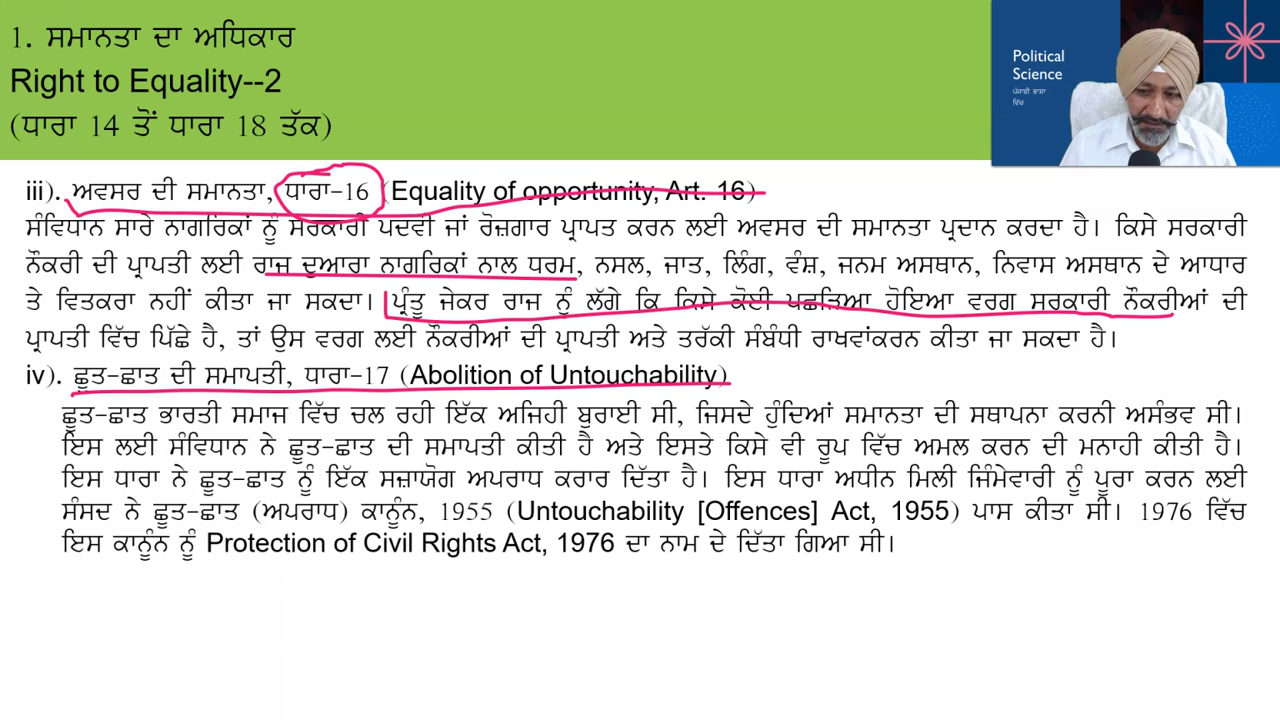 1. ਸਮਾਨਤਾ ਦਾ ਅਧਿਕਾਰ
Right to Equality--2
(ਧਾਰਾ 14 ਤੋਂ ਧਾਰਾ 18 ਤੱਕ)
Political
Science
ਪੰਜਾਬੀ ਭਾਸ਼ਾ
ਵਿੱਚ
iii). ਅਵਸਰ ਦੀ ਸਮਾਨਤਾ, ਧਾਰਾ-16 (Equality of opportunity, Art. 16)
ਸੰਵਿਧਾਨ ਸਾਰੇ ਨਾਗਰਿਕਾਂ ਨੂੰ ਸਰਕਾਰੀ ਪਦਵੀ ਜਾਂ ਰੋਜ਼ਗਾਰ ਪ੍ਰਾਪਤ ਕਰਨ ਲਈ ਅਵਸਰ ਦੀ ਸਮਾਨਤਾ ਪ੍ਰਦਾਨ ਕਰਦਾ ਹੈ। ਕਿਸੇ ਸਰਕਾਰੀ
ਨੌਕਰੀ ਦੀ ਪ੍ਰਾਪਤੀ ਲਈ ਰਾਜ ਦੁਆਰਾ ਨਾਗਰਿਕਾਂ ਨਾਲ ਧਰਮ, ਨਸਲ, ਜਾਤ, ਲਿੰਗ, ਵੰਸ਼, ਜਨਮ ਅਸਥਾਨ, ਨਿਵਾਸ ਅਸਥਾਨ ਦੇ ਆਧਾਰ
ਤੇ ਵਿਤਕਰਾ ਨਹੀਂ ਕੀਤਾ ਜਾ ਸਕਦਾ। ਪ੍ਰੰਤੂ ਜੇਕਰ ਰਾਜ ਨੂੰ ਲੱਗੇ ਕਿ ਕਿਸੇ ਕੋਈ ਪਛੜਿਆ ਹੋਇਆ ਵਰਗ ਸਰਕਾਰੀ ਨੌਕਰੀਆਂ ਦੀ
ਪ੍ਰਾਪਤੀ ਵਿੱਚ ਪਿੱਛੇ ਹੈ, ਤਾਂ ਉਸ ਵਰਗ ਲਈ ਨੌਕਰੀਆਂ ਦੀ ਪ੍ਰਾਪਤੀ ਅਤੇ ਤਰੱਕੀ ਸੰਬੰਧੀ ਰਾਖਵਾਂਕਰਨ ਕੀਤਾ ਜਾ ਸਕਦਾ ਹੈ।
iv). ਛੂਤ-ਛਾਤ ਦੀ ਸਮਾਪਤੀ, ਧਾਰਾ-17 (Abolition of Untouchability)
ਛੂਤ-ਛਾਤ ਭਾਰਤੀ ਸਮਾਜ ਵਿੱਚ ਚਲ ਰਹੀ ਇੱਕ ਅਜਿਹੀ ਬੁਰਾਈ ਸੀ, ਜਿਸਦੇ ਹੁੰਦਿਆਂ ਸਮਾਨਤਾ ਦੀ ਸਥਾਪਨਾ ਕਰਨੀ ਅਸੰਭਵ ਸੀ।
ਇਸ ਲਈ ਸੰਵਿਧਾਨ ਨੇ ਛੂਤ-ਛਾਤ ਦੀ ਸਮਾਪਤੀ ਕੀਤੀ ਹੈ ਅਤੇ ਇਸਤੇ ਕਿਸੇ ਵੀ ਰੂਪ ਵਿੱਚ ਅਮਲ ਕਰਨ ਦੀ ਮਨਾਹੀ ਕੀਤੀ ਹੈ।
ਇਸ ਧਾਰਾ ਨੇ ਛੂਤ-ਛਾਤ ਨੂੰ ਇੱਕ ਸਜ਼ਾਯੋਗ ਅਪਰਾਧ ਕਰਾਰ ਦਿੱਤਾ ਹੈ। ਇਸ ਧਾਰਾ ਅਧੀਨ ਮਿਲੀ ਜਿੰਮੇਵਾਰੀ ਨੂੰ ਪੂਰਾ ਕਰਨ ਲਈ
ਸੰਸਦ ਨੇ ਛੂਤ-ਛਾਤ (ਅਪਰਾਧ) ਕਾਨੂੰਨ, 1955 (Untouchability [Offences] Act, 1955) ਪਾਸ ਕੀਤਾ ਸੀ। 1976 ਵਿੱਚ
ਇਸ ਕਾਨੂੰਨ ਨੂੰ Protection of Civil Rights Act, 1976 ਦਾ ਨਾਮ ਦੇ ਦਿੱਤਾ ਗਿਆ ਸੀ।